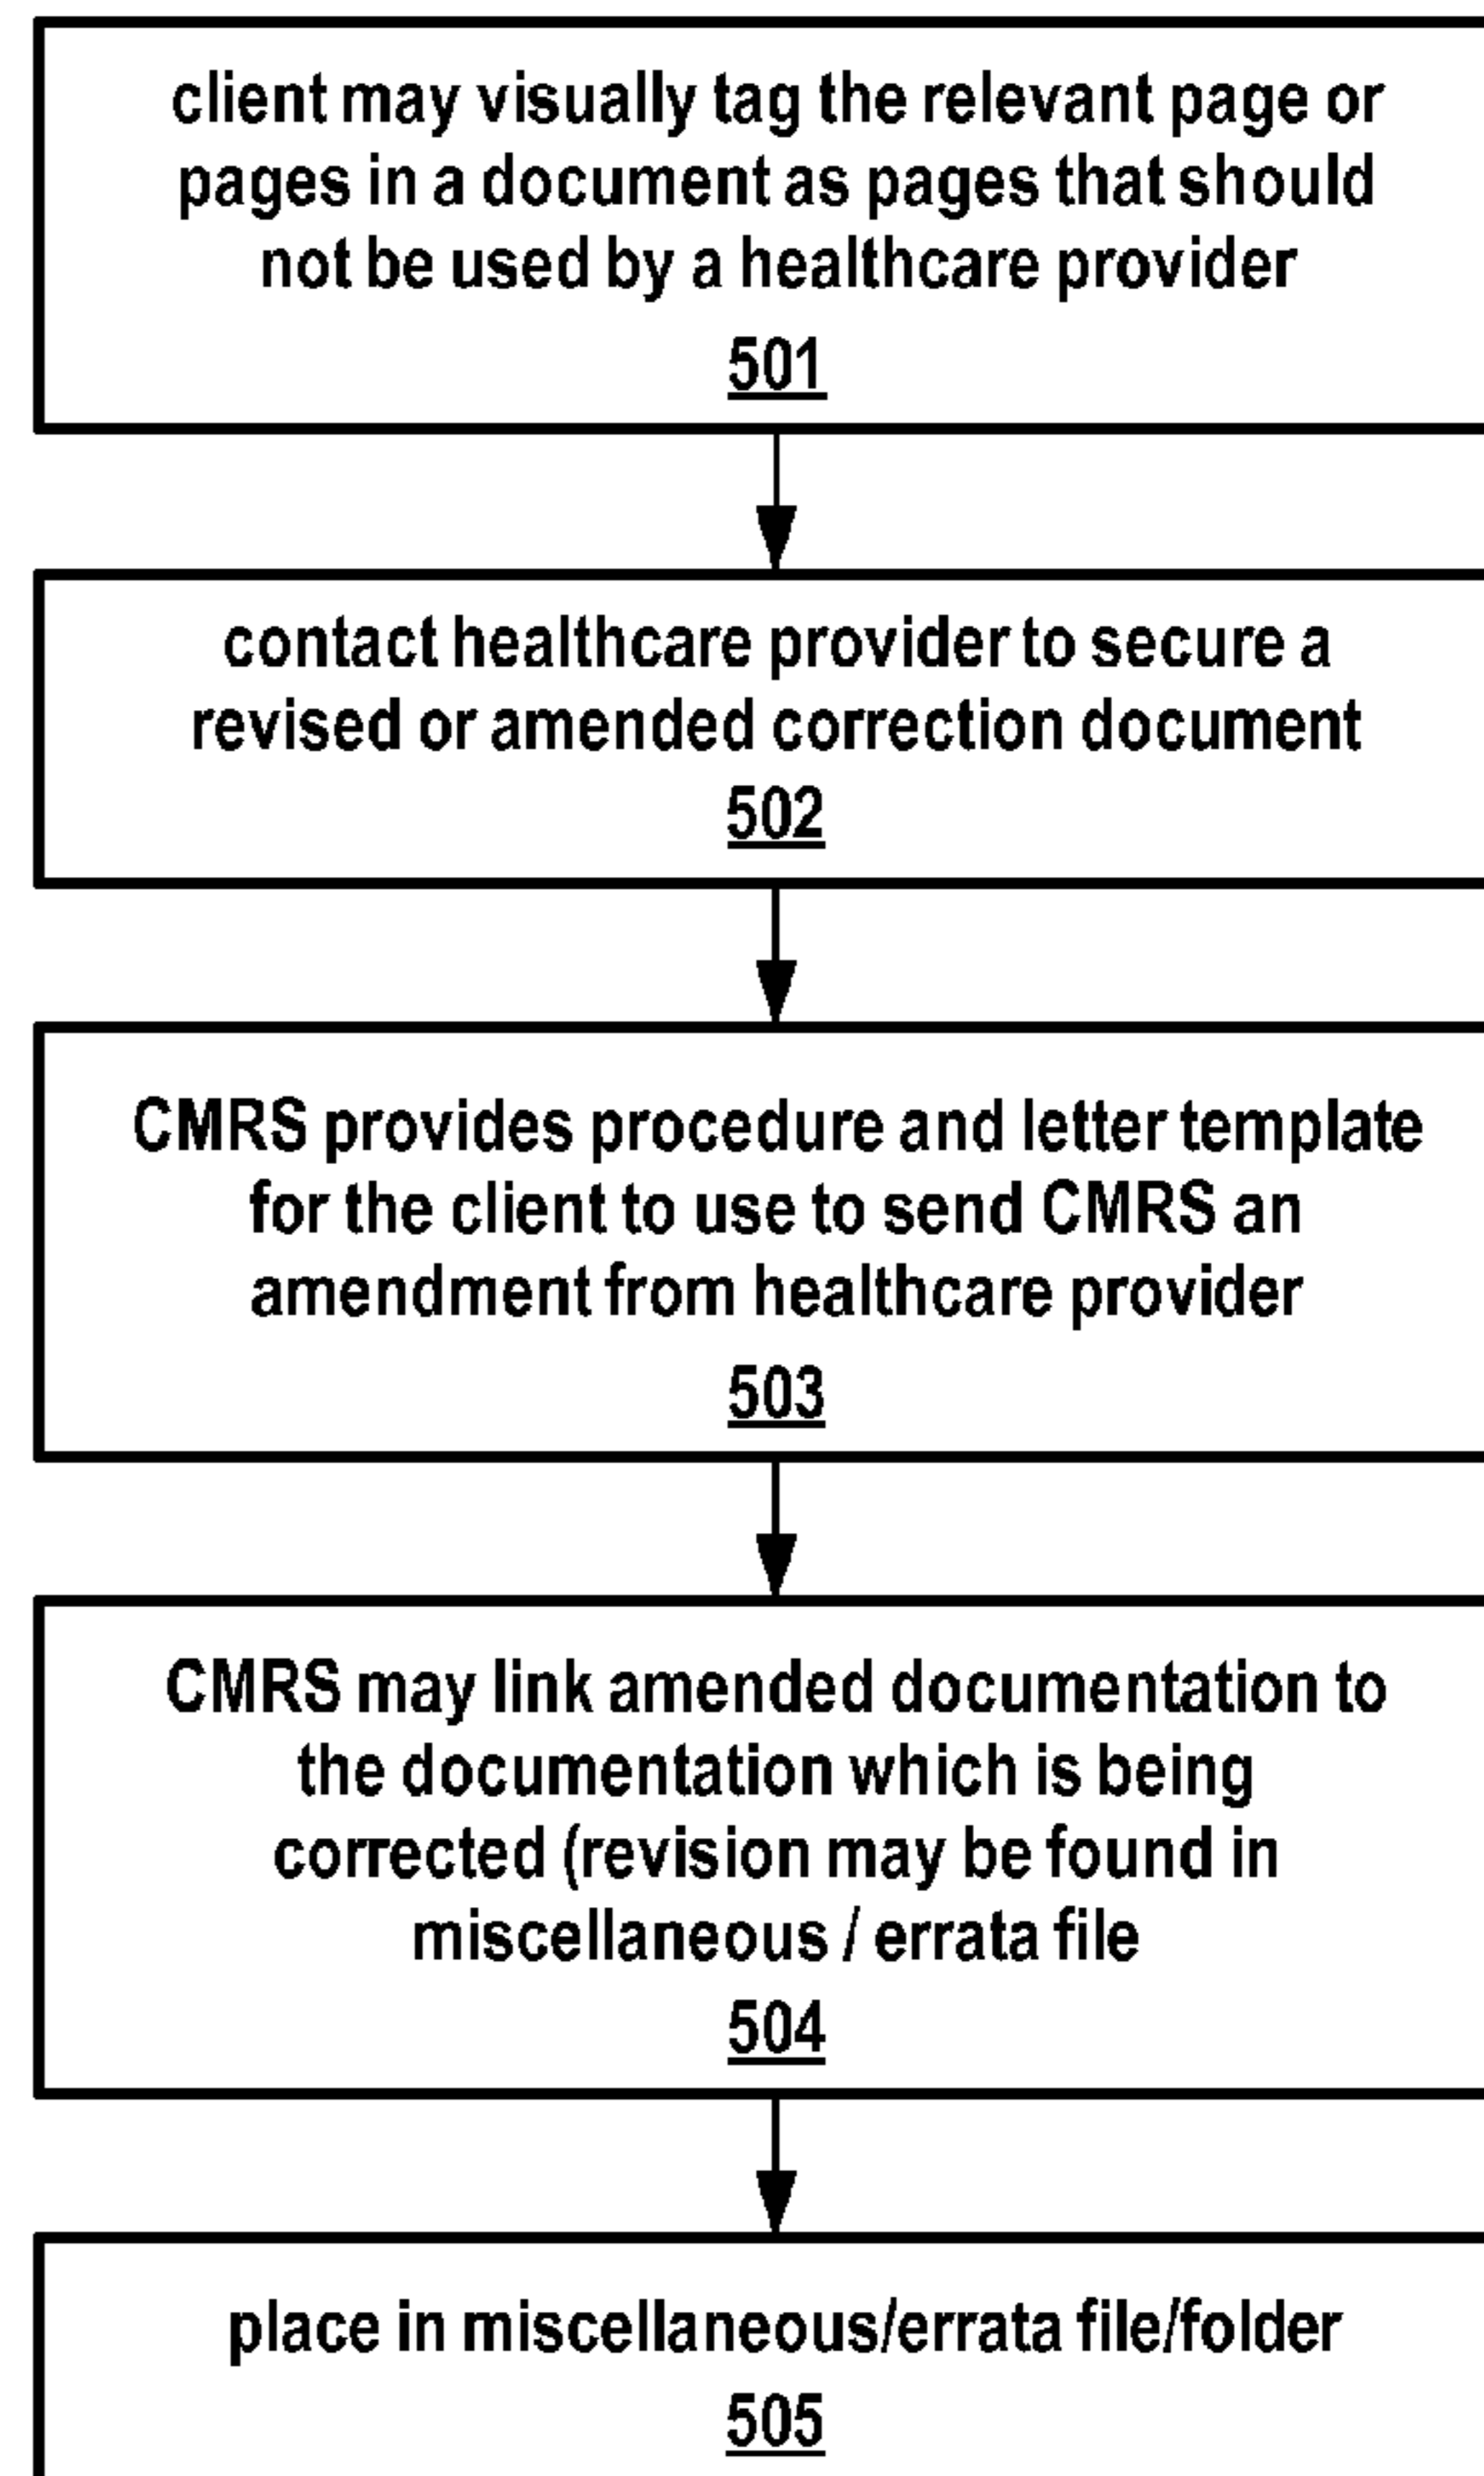 client may visually tag the relevant page or
pages in a document as pages that should
not be used by a healthcare provider
501
contact healthcare provider to secure a
revised or amended correction document
502
CMRS provides procedure and letter template
for the client to use to send CMRS an
amendment from healthcare provider
503
CMRS may link amended documentation to
the documentation which is being
corrected (revision may be found in
miscellaneous / errata file
504
place in miscellaneous/errata file/folder
505